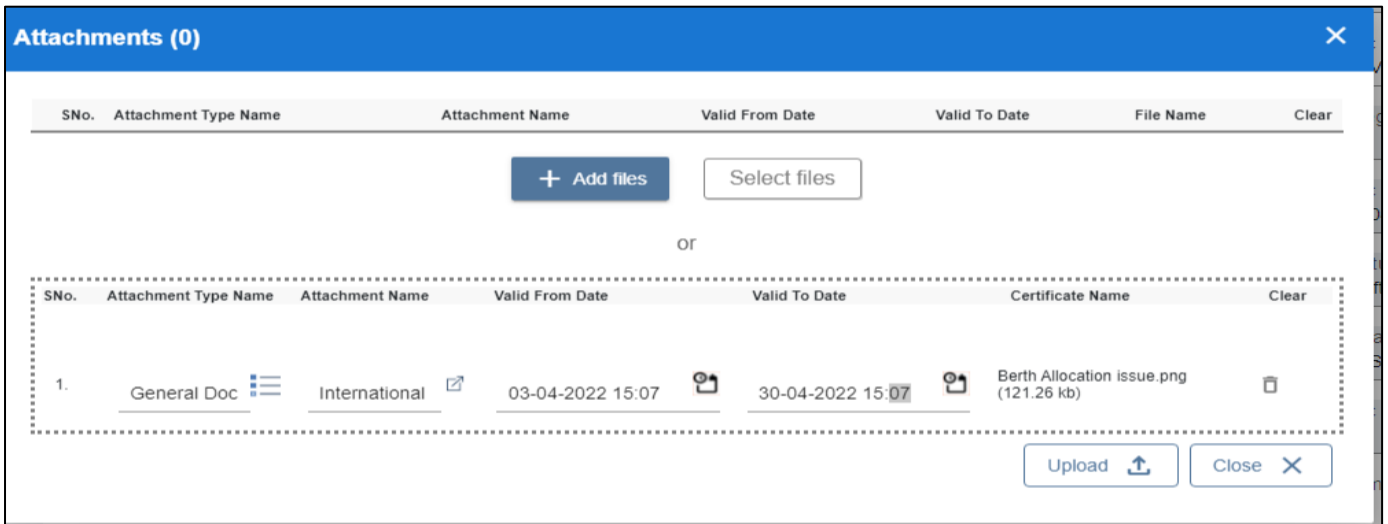 Attachments (0)
SNo. Attachment Type Name Attachment Name Valid From Date Valid To Date File Name Clear
+ Add files Select files
or
SNo. Attachment Type Name Attachment Name Valid From Date Valid To Date Certificate Name Clear
1. General Doc International 03-04-2022 15:07 30-04-2022 15:07 Berth Allocation issue.png
(121.26 kb)
Upload Close